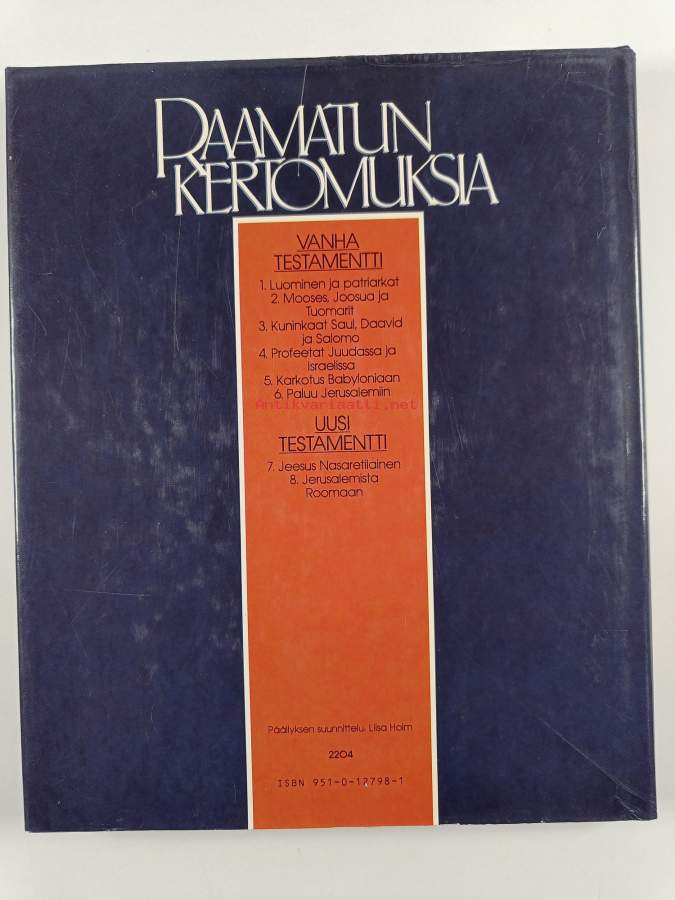 RAAMATUN
KERTOMUKSIA
VANHA
TESTAMENTTI
1. Luominen ja patriarkat
2. Mooses, Joosua ja
Tuomarit
3. Kuninkaat Saul, Daavid
ja Salomo
4. Profeetat Juudassa ja
Israelissa
5. Karkotus Babyloniaan
6. Paluu Jerusalemiin
Antikvariaatti.net
UUSI
TESTAMENTTI
7. Jeesus Nasaretilainen
8. Jerusalemista
Roomaan
Päällyksen suunnittelu: Liisa Holm
2204
ISBN 951-0-12798-1